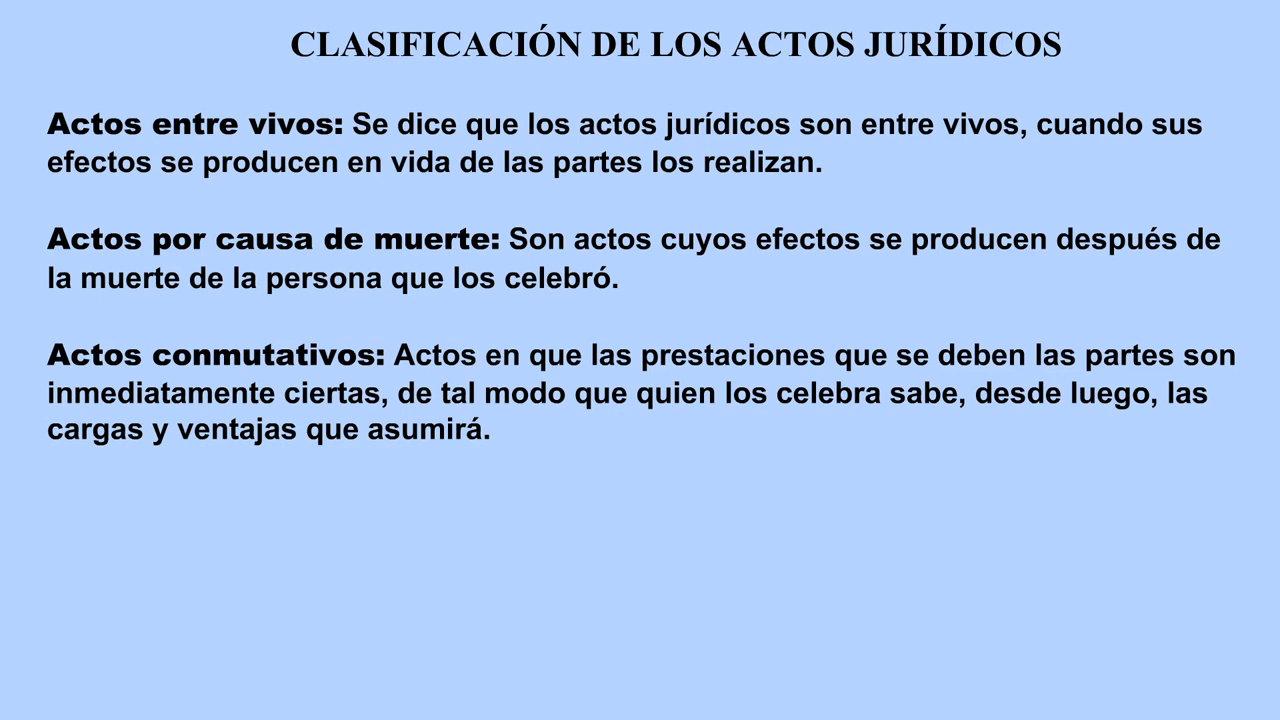 CLASIFICACIÓN DE LOS ACTOS JURÍDICOS
Actos entre vivos: Se dice que los actos jurídicos son entre vivos, cuando sus
efectos se producen en vida de las partes los realizan.
Actos por causa de muerte: Son actos cuyos efectos se producen después de
la muerte de la persona que los celebró.
Actos conmutativos: Actos en que las prestaciones que se deben las partes son
inmediatamente ciertas, de tal modo que quien los celebra sabe, desde luego, las
cargas y ventajas que asumirá.